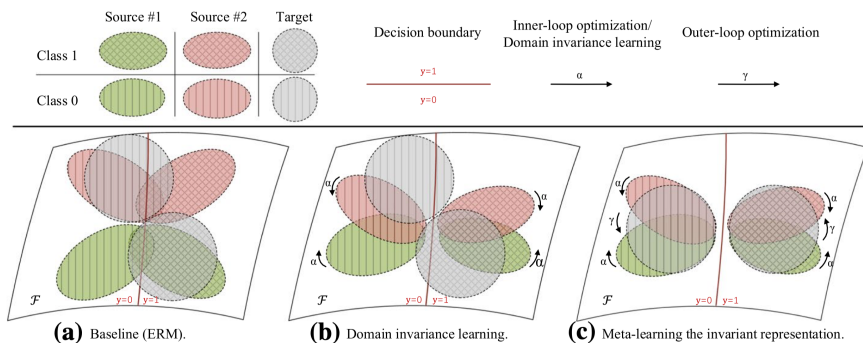 Source #1 Source #2 Target
Class 1
Class 0
Decision boundary
y=1
y=0
Inner-loop optimization/
Domain invariance learning
α
Outer-loop optimization
γ
ℱ y=0 y=1
α α
α α
ℱ y=0 y=1
α α
γ γ
α α
ℱ y=0 y=1
(a) Baseline (ERM).
(b) Domain invariance learning.
(c) Meta-learning the invariant representation.